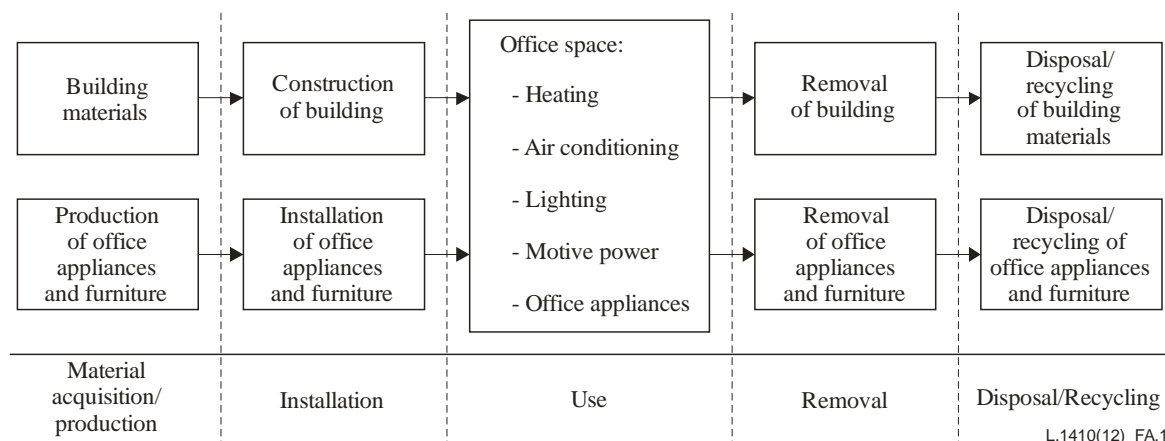 Building
materials
Construction
of building
Office space:
- Heating
- Air conditioning
- Lighting
- Motive power
- Office appliances
Removal
of building
Disposal/
recycling
of building
materials
Production
of office
appliances
and furniture
Installation
of office
appliances
and furniture
Removal
of office
appliances
and furniture
Disposal/
recycling of
office appliances
and furniture
Material
acquisition/
production
Installation
Use
Removal
Disposal/Recycling
L.1410(12)_FA.1